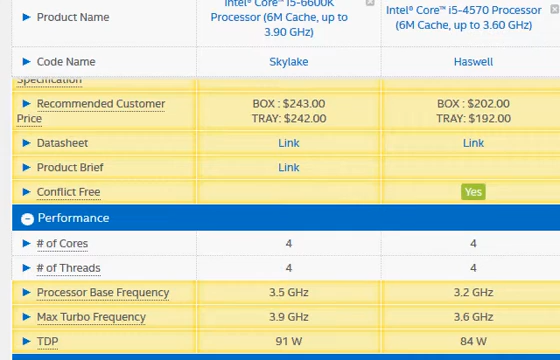 Product Name
Intel® Core™ i5-6600K
Processor (6M Cache, up to
3.90 GHz)
Intel® Core™ i5-4570 Processor
(6M Cache, up to 3.60 GHz)
Code Name Skylake Haswell
Specification
Recommended Customer
Price
BOX : $243.00
TRAY: $242.00
BOX : $202.00
TRAY: $192.00
Datasheet Link Link
Product Brief Link
Conflict Free Yes
Performance
# of Cores 4 4
# of Threads 4 4
Processor Base Frequency 3.5 GHz 3.2 GHz
Max Turbo Frequency 3.9 GHz 3.6 GHz
TDP 91 W 84 W